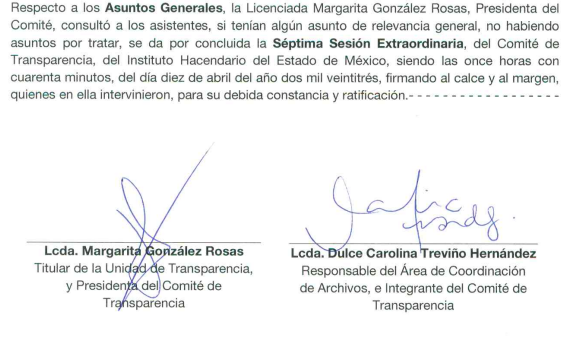 Respecto a los Asuntos Generales, la Licenciada Margarita González Rosas, Presidenta del
Comité, consultó a los asistentes, si tenían algún asunto de relevancia general, no habiendo
asuntos por tratar, se da por concluida la Séptima Sesión Extraordinaria, del Comité de
Transparencia, del Instituto Hacendario del Estado de México, siendo las once horas con
cuarenta minutos, del día diez de abril del año dos mil veintitrés, firmando al calce y al margen,
quienes en ella intervinieron, para su debida constancia y ratificación.- - - - - - - - - - - - - - - - - - -
Lcda. Margarita González Rosas
Titular de la Unidad de Transparencia,
y Presidenta del Comité de
Transparencia
Lcda. Dulce Carolina Treviño Hernández
Responsable del Área de Coordinación
de Archivos, e Integrante del Comité de
Transparencia